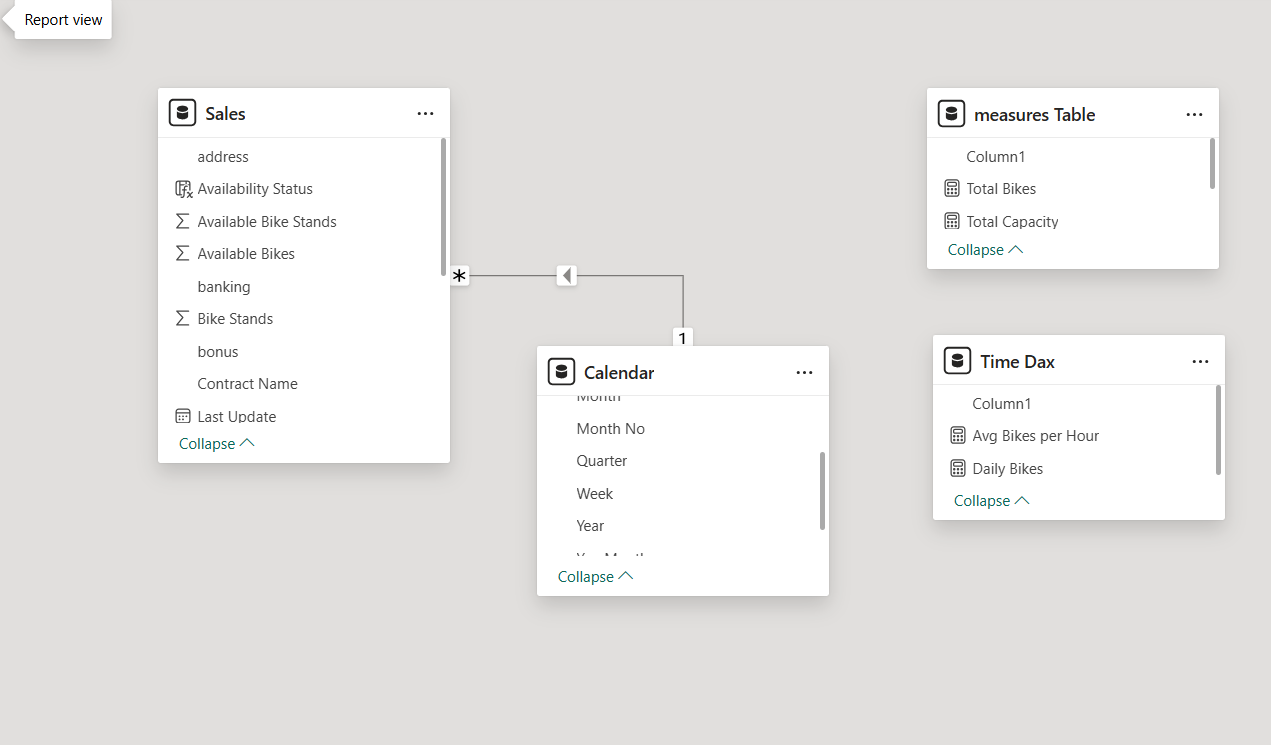 Report view
Sales
address
Availability Status
Available Bike Stands
Available Bikes
banking
Bike Stands
bonus
Contract Name
Last Update
Collapse
*
1
Calendar
Month
Month No
Quarter
Week
Year
Collapse
measures Table
Column1
Total Bikes
Total Capacity
Collapse
Time Dax
Column1
Avg Bikes per Hour
Daily Bikes
Collapse